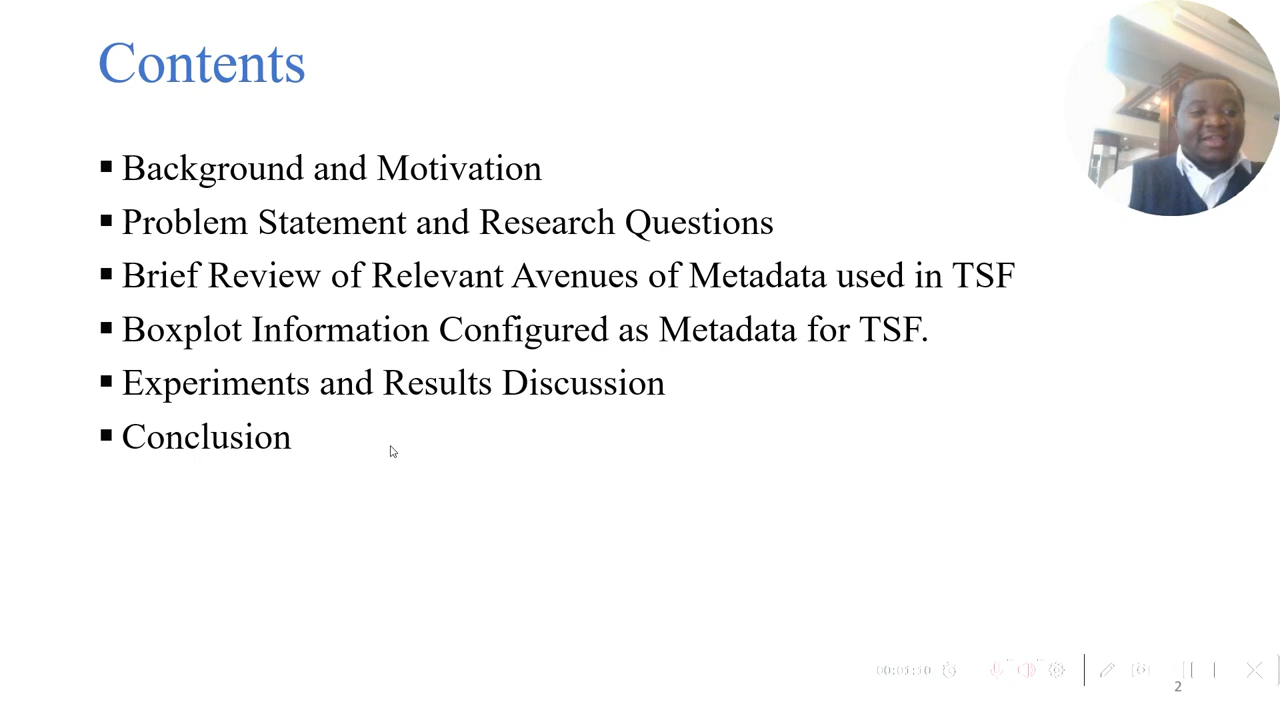 Contents
Background and Motivation
Problem Statement and Research Questions
Brief Review of Relevant Avenues of Metadata used in TSF
Boxplot Information Configured as Metadata for TSF.
Experiments and Results Discussion
Conclusion
2